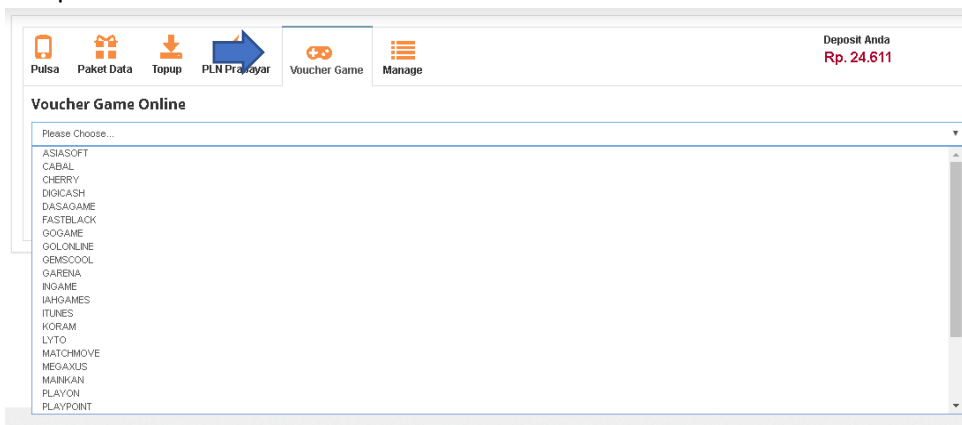 Deposit Anda
Rp. 24.611
Pulsa Paket Data Topup PLN Prabayar Voucher Game Manage
Voucher Game Online
Please Choose...
ASIASOFT
CABAL
CHERRY
DIGICASH
DASAGAME
FASTBLACK
GOGAME
GOLONLINE
GEMSCOOL
GARENA
INGAME
IAHGAMES
ITUNES
KORAM
LYTO
MATCHMOVE
MEGAXUS
MAINKAN
PLAYON
PLAYPOINT